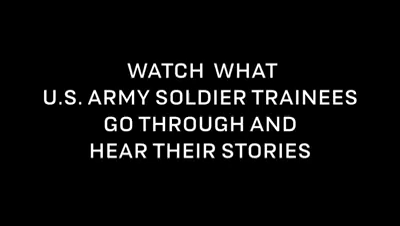 WATCH WHAT
U.S. ARMY SOLDIER TRAINEES
GO THROUGH AND
HEAR THEIR STORIES